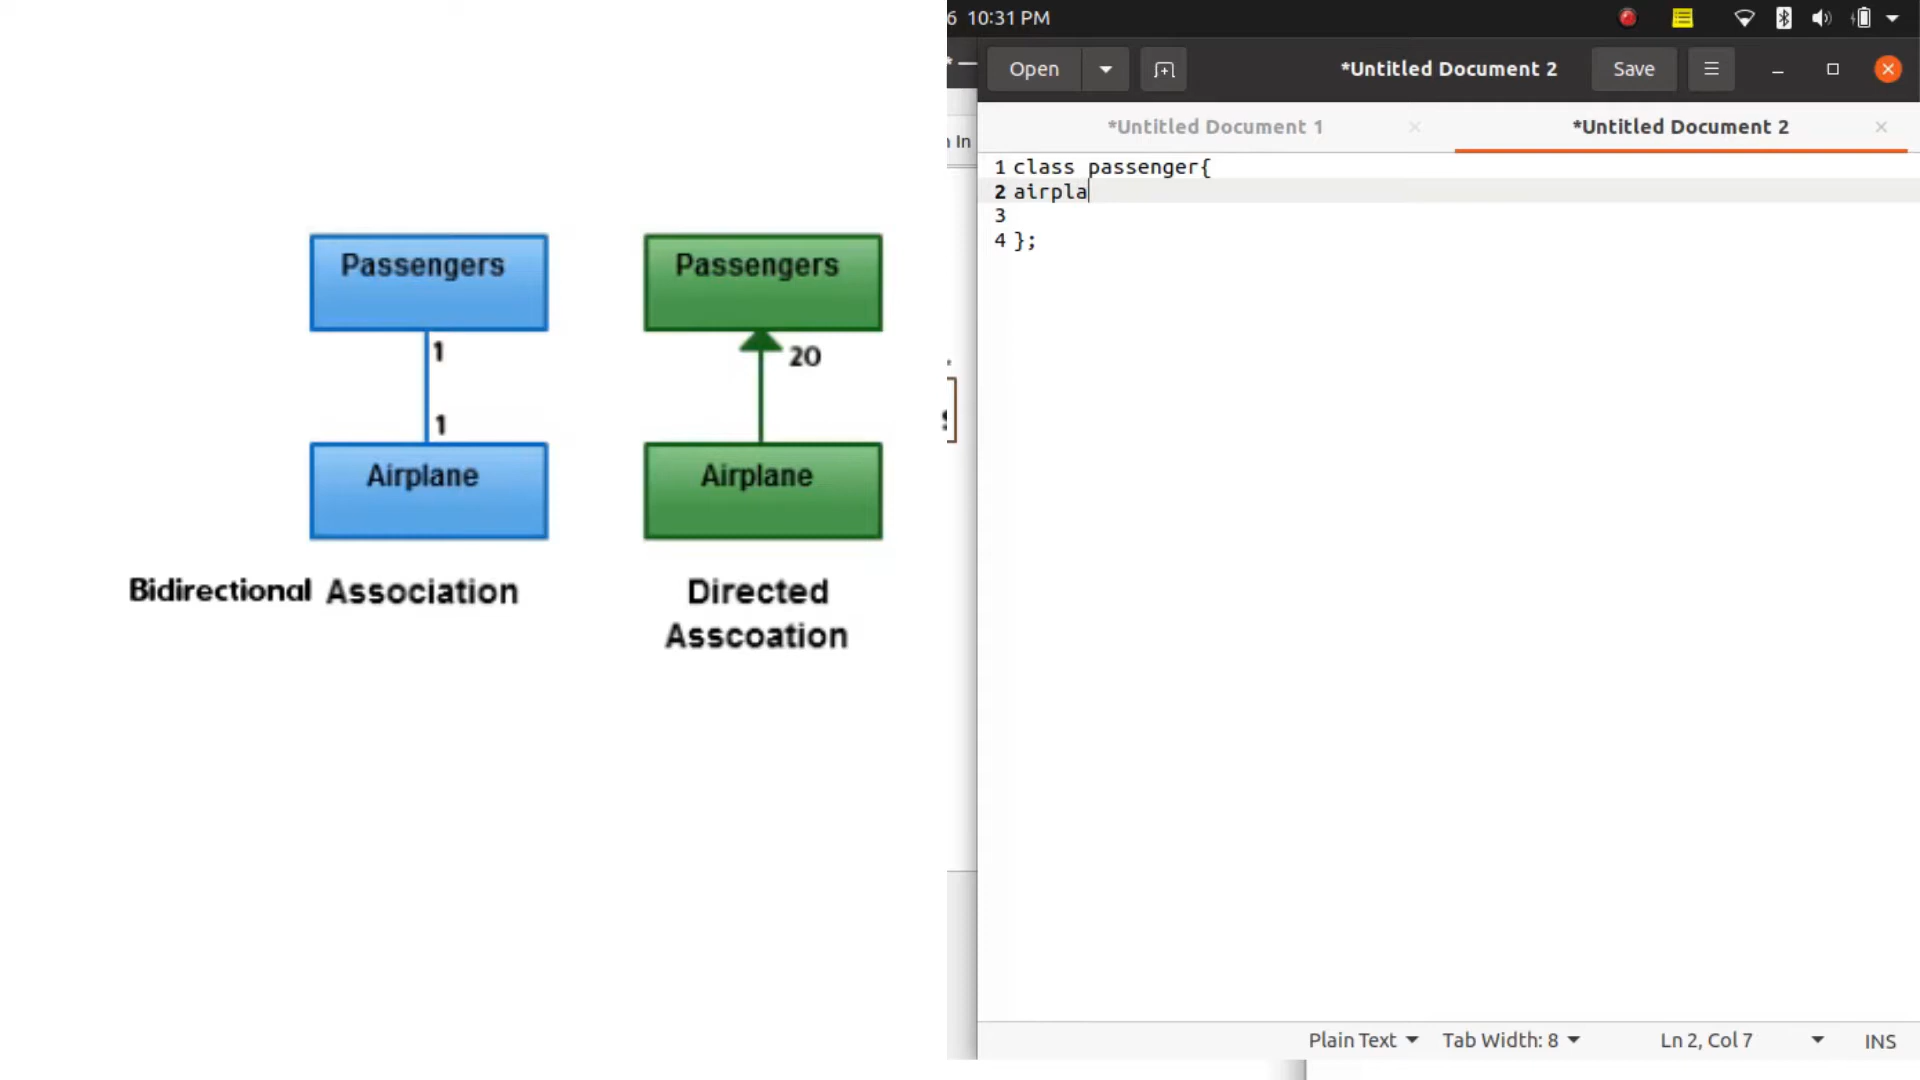 Passengers
1
1
Airplane
Bidirectional Association
Passengers
20
Airplane
Directed
Asscoation
6 10:31 PM
Open
*Untitled Document 2
Save
*Untitled Document 1
*Untitled Document 2
In
1 class passenger{
2 airpla
3
4 };
Plain Text
Tab Width: 8
Ln 2, Col 7
INS